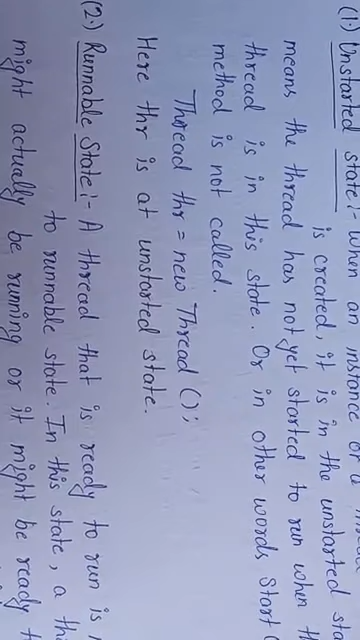 (1) Unstarted State:- When an instance of a
is created, it is in the unstarted sta
means the thread has not yet started to run when th
thread is in this state. Or in other words Start (
method is not called.
Thread thr = new Thread ();
Here thr is at unstarted state.
(2:) Runnable State:- A thread that is ready to run is
to runnable state. In this state, a th
might actually be runing or it might be ready t